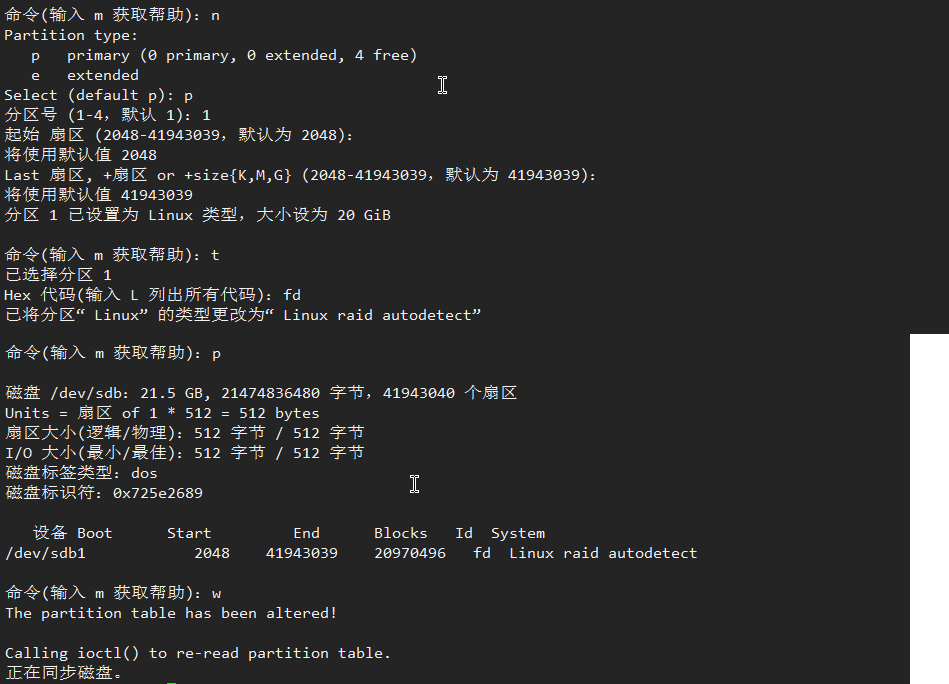 命令(输入 m 获取帮助)：n
Partition type:
   p   primary (0 primary, 0 extended, 4 free)
   e   extended
Select (default p): p
分区号 (1-4，默认 1)：1
起始 扇区 (2048-41943039，默认为 2048)：
将使用默认值 2048
Last 扇区, +扇区 or +size{K,M,G} (2048-41943039，默认为 41943039)：
将使用默认值 41943039
分区 1 已设置为 Linux 类型，大小设为 20 GiB
命令(输入 m 获取帮助)：t
已选择分区 1
Hex 代码(输入 L 列出所有代码)：fd
已将分区“ Linux” 的类型更改为“ Linux raid autodetect”
命令(输入 m 获取帮助)：p
磁盘 /dev/sdb：21.5 GB, 21474836480 字节，41943040 个扇区
Units = 扇区 of 1 * 512 = 512 bytes
扇区大小(逻辑/物理)：512 字节 / 512 字节
I/O 大小(最小/最佳)：512 字节 / 512 字节
磁盘标签类型：dos
磁盘标识符：0x725e2689
   设备 Boot      Start         End      Blocks   Id  System
/dev/sdb1            2048    41943039    20970496   fd  Linux raid autodetect
命令(输入 m 获取帮助)：w
The partition table has been altered!
Calling ioctl() to re-read partition table.
正在同步磁盘。